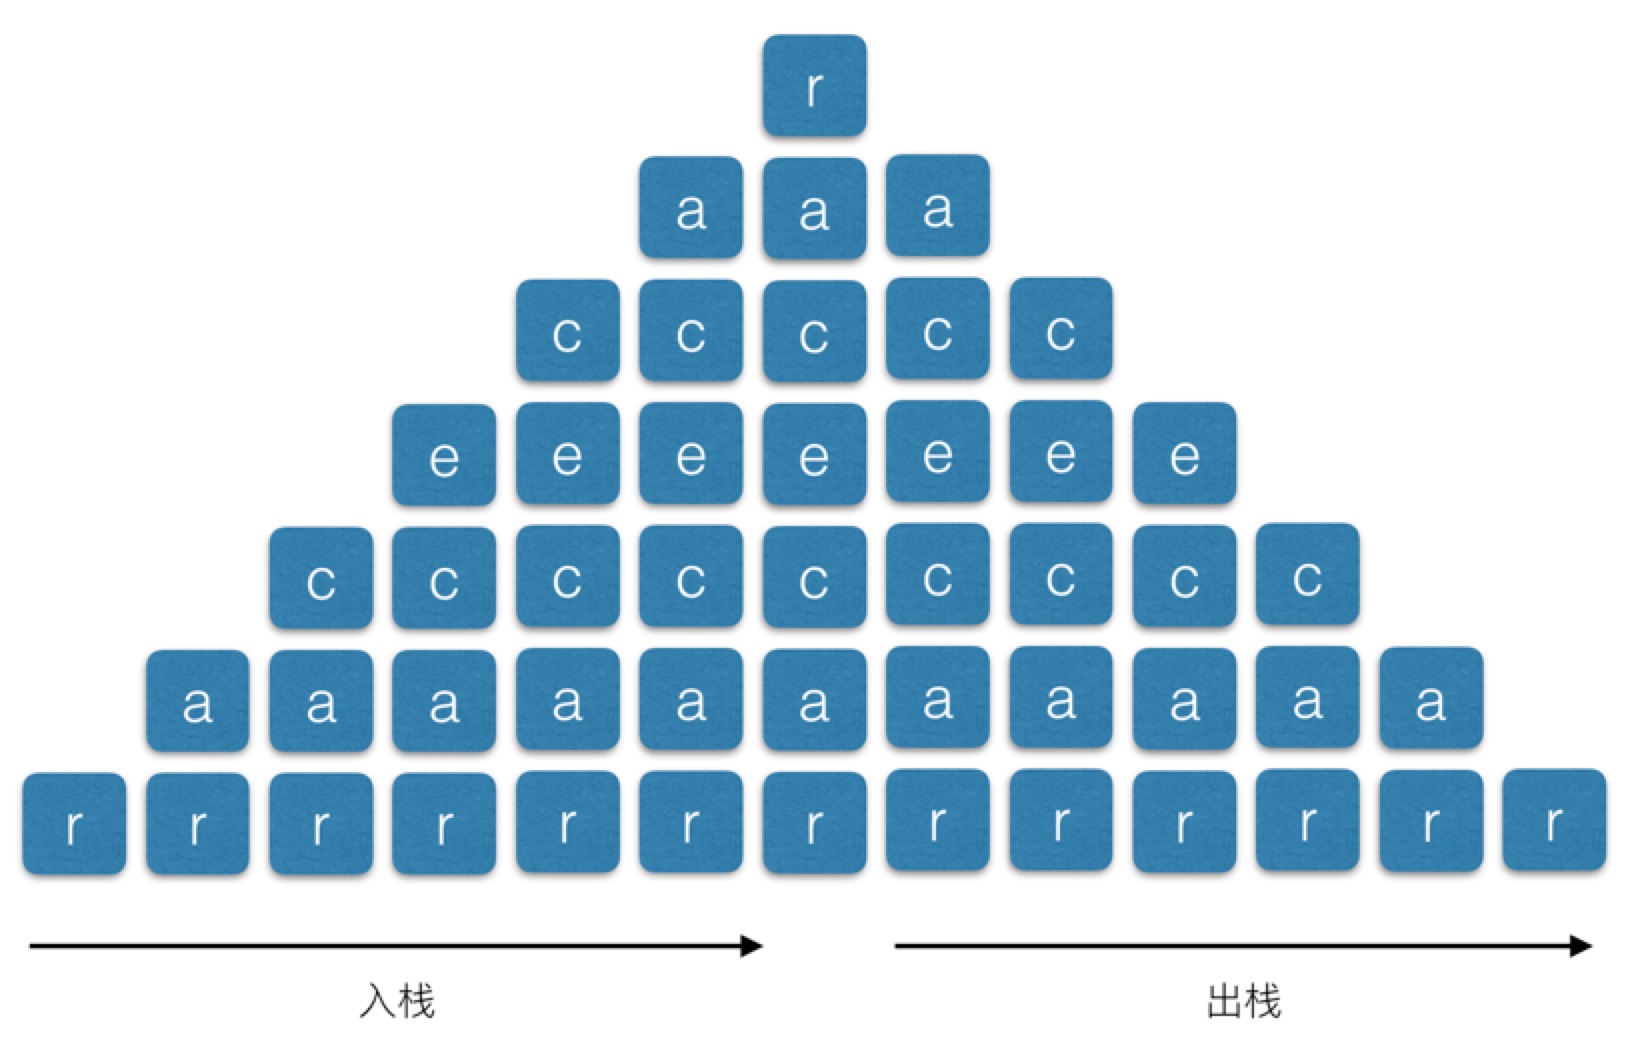 r
a a a
c c c c c
e e e e e e e
c c c c c c c c c
a a a a a a a a a a a
r r r r r r r r r r r r r
入栈 出栈